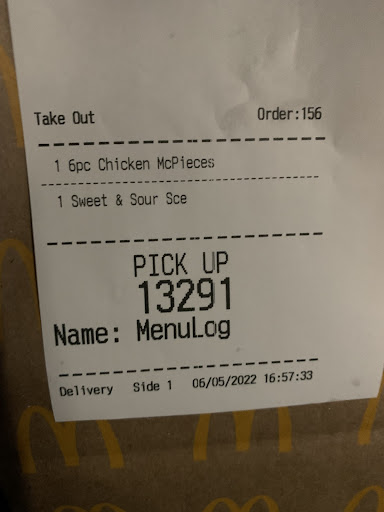 Take Out Order:156
1 6pc Chicken McPieces
1 Sweet & Sour Sce
PICK UP
13291
Name: MenuLog
Delivery Side 1 06/05/2022 16:57:33